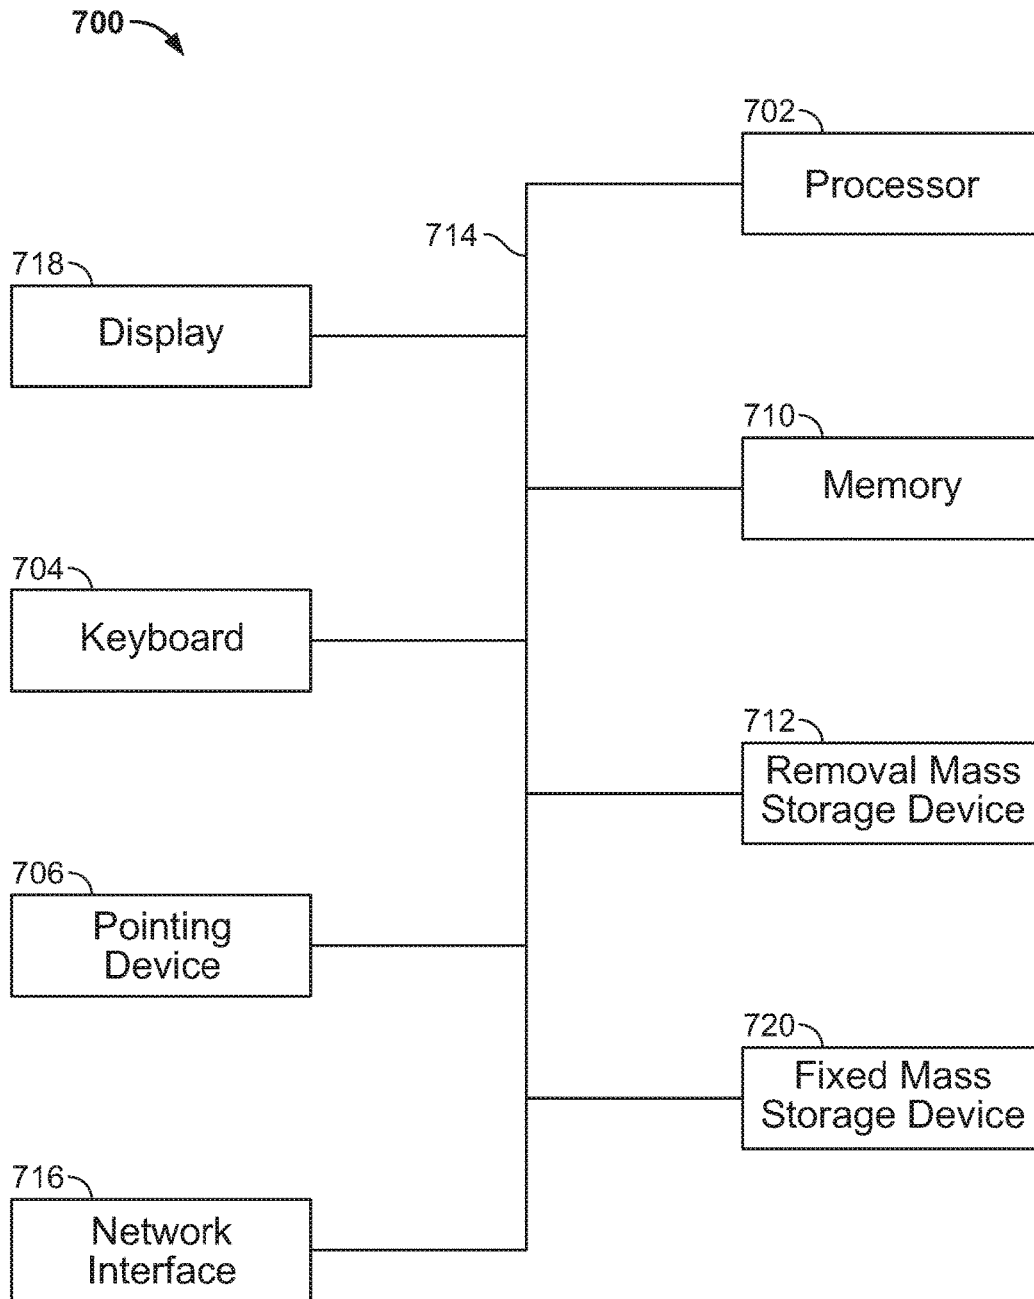 700
702
Processor
714
718
Display
710
Memory
704
Keyboard
712
Removal Mass
Storage Device
706
Pointing
Device
720
Fixed Mass
Storage Device
716
Network
Interface